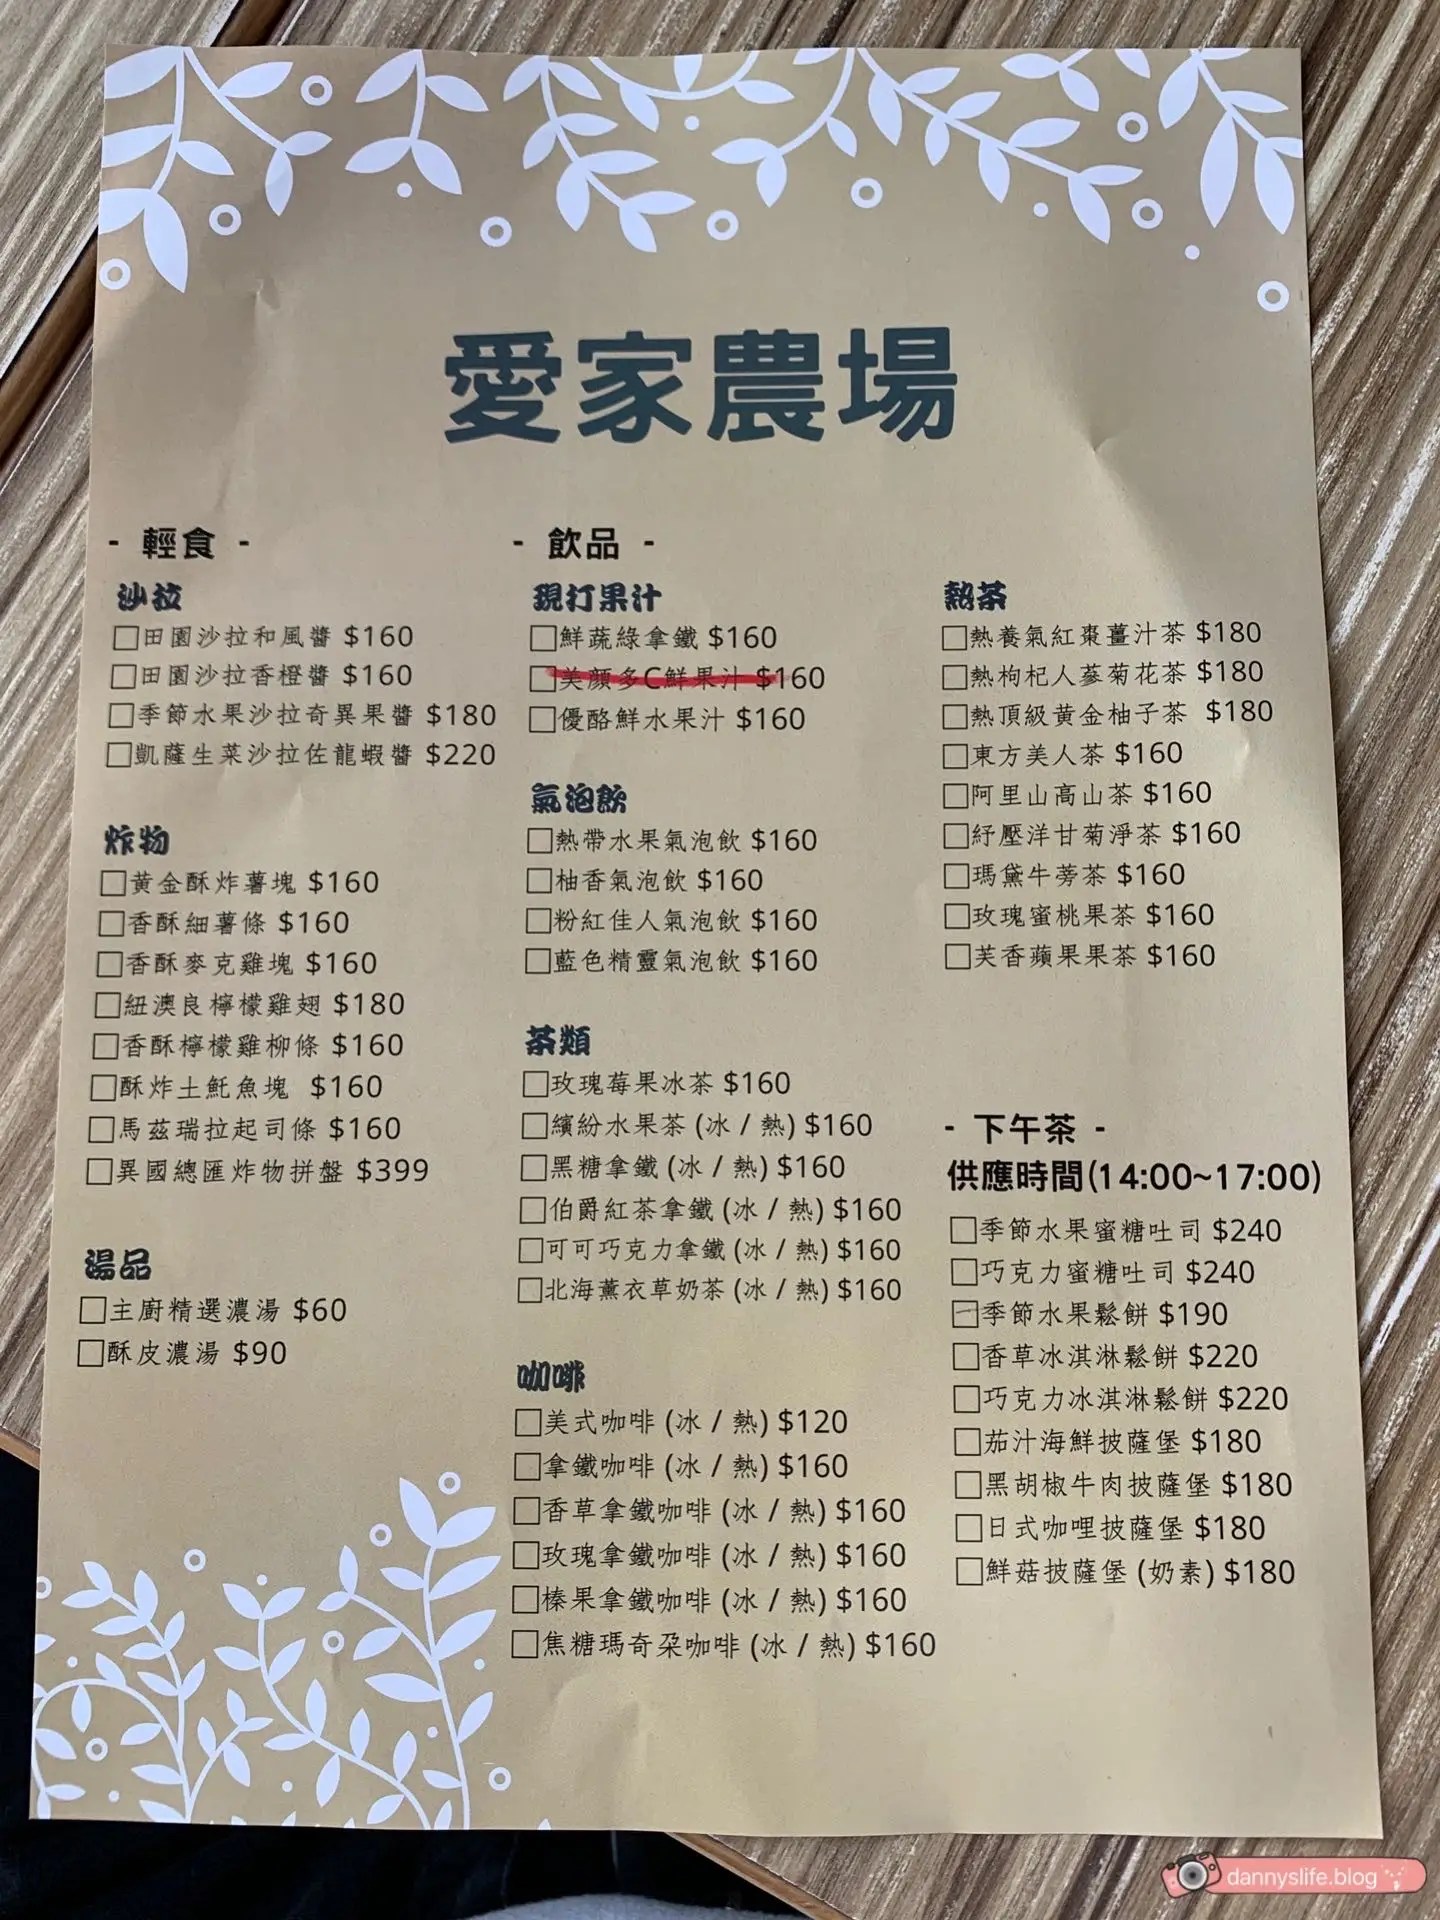 愛家農場
- 輕食 -
沙拉
□田園沙拉和風醬 $160
□田園沙拉香橙醬 $160
□季節水果沙拉奇異果醬 $180
□凱薩生菜沙拉佐龍蝦醬 $220
炸物
□黃金酥炸薯塊 $160
□香酥細薯條 $160
□香酥麥克雞塊 $160
□紐澳良檸檬雞翅 $180
□香酥檸檬雞柳條 $160
□酥炸土魠魚塊 $160
□馬茲瑞拉起司條 $160
□異國總匯炸物拼盤 $399
湯品
□主廚精選濃湯 $60
□酥皮濃湯 $90
- 飲品 -
現打果汁
□鮮蔬綠拿鐵 $160
□美顏多C鮮果汁 $160
□優酪鮮水果汁 $160
氣泡飲
□熱帶水果氣泡飲 $160
□柚香氣泡飲 $160
□粉紅佳人氣泡飲 $160
□藍色精靈氣泡飲 $160
茶類
□玫瑰莓果冰茶 $160
□繽紛水果茶 (冰 / 熱) $160
□黑糖拿鐵 (冰 / 熱) $160
□伯爵紅茶拿鐵 (冰 / 熱) $160
□可可巧克力拿鐵 (冰 / 熱) $160
□北海薰衣草奶茶 (冰 / 熱) $160
咖啡
□美式咖啡 (冰 / 熱) $120
□拿鐵咖啡 (冰 / 熱) $160
□香草拿鐵咖啡 (冰 / 熱) $160
□玫瑰拿鐵咖啡 (冰 / 熱) $160
□榛果拿鐵咖啡 (冰 / 熱) $160
□焦糖瑪奇朵咖啡 (冰 / 熱) $160
熱茶
□熱養氣紅棗薑汁茶 $180
□熱枸杞人蔘菊花茶 $180
□熱頂級黃金柚子茶 $180
□東方美人茶 $160
□阿里山高山茶 $160
□紓壓洋甘菊淨茶 $160
□瑪黛牛蒡茶 $160
□玫瑰蜜桃果茶 $160
□芙香蘋果果茶 $160
- 下午茶 -
供應時間(14:00~17:00)
□季節水果蜜糖吐司 $240
□巧克力蜜糖吐司 $240
□季節水果鬆餅 $190
□香草冰淇淋鬆餅 $220
□巧克力冰淇淋鬆餅 $220
□茄汁海鮮披薩堡 $180
□黑胡椒牛肉披薩堡 $180
□日式咖哩披薩堡 $180
□鮮菇披薩堡 (奶素) $180
dannyslife.blog